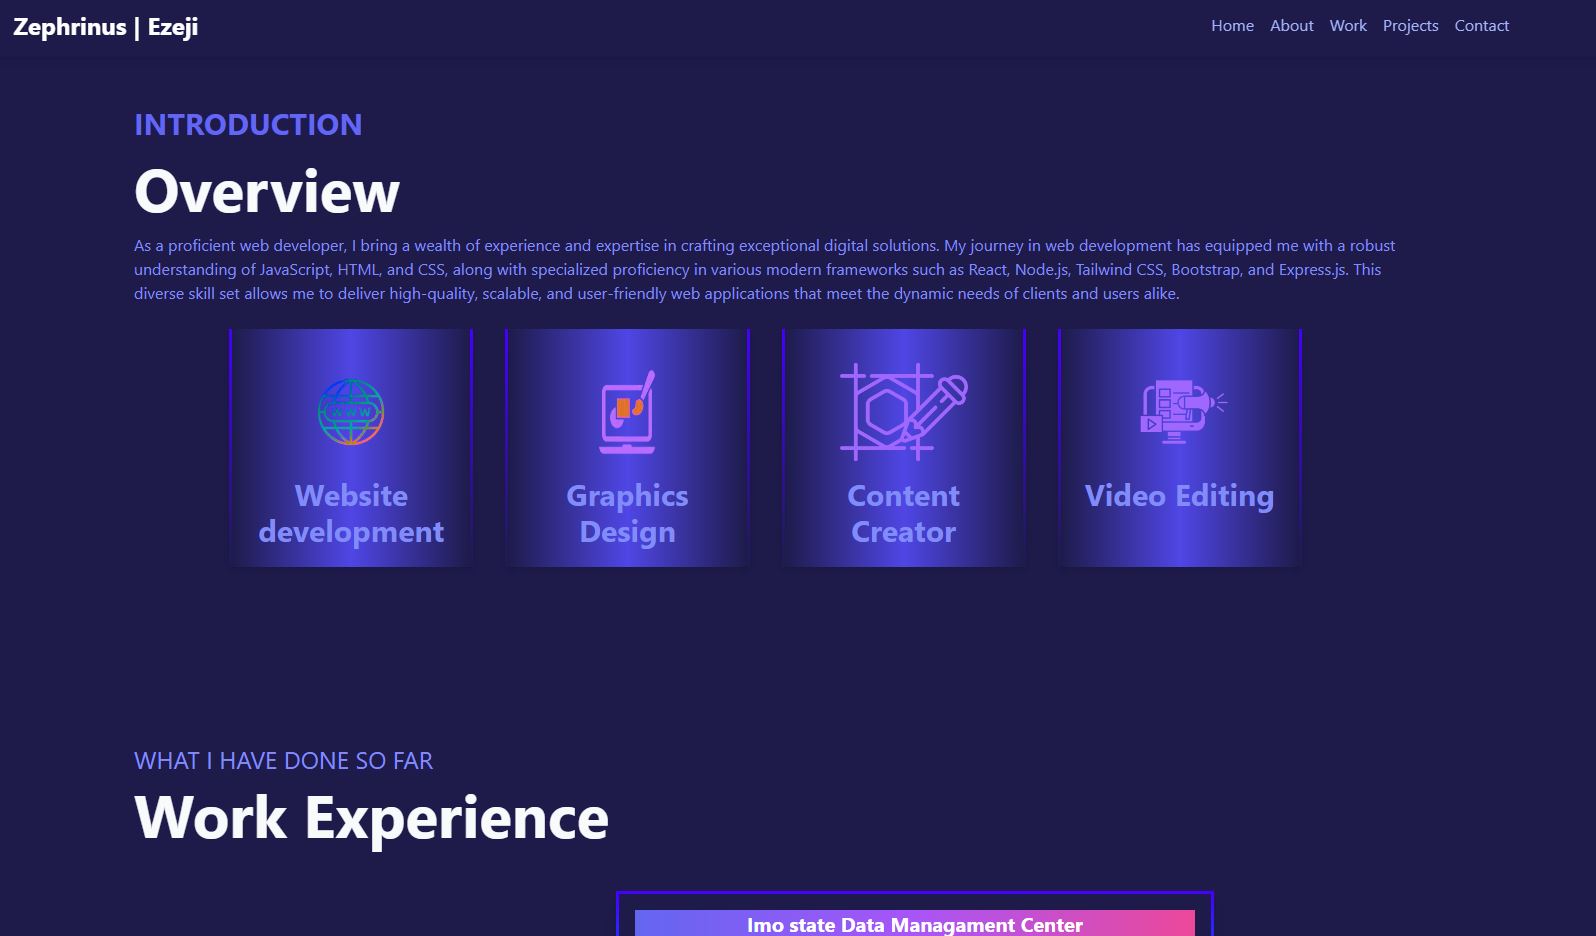 Zephrinus | Ezeji
Home About Work Projects Contact
INTRODUCTION
Overview
As a proficient web developer, I bring a wealth of experience and expertise in crafting exceptional digital solutions. My journey in web development has equipped me with a robust
understanding of JavaScript, HTML, and CSS, along with specialized proficiency in various modern frameworks such as React, Node.js, Tailwind CSS, Bootstrap, and Express.js. This
diverse skill set allows me to deliver high-quality, scalable, and user-friendly web applications that meet the dynamic needs of clients and users alike.
WWW
Website
development
Graphics
Design
Content
Creator
Video Editing
WHAT I HAVE DONE SO FAR
Work Experience
Imo state Data Managament Center